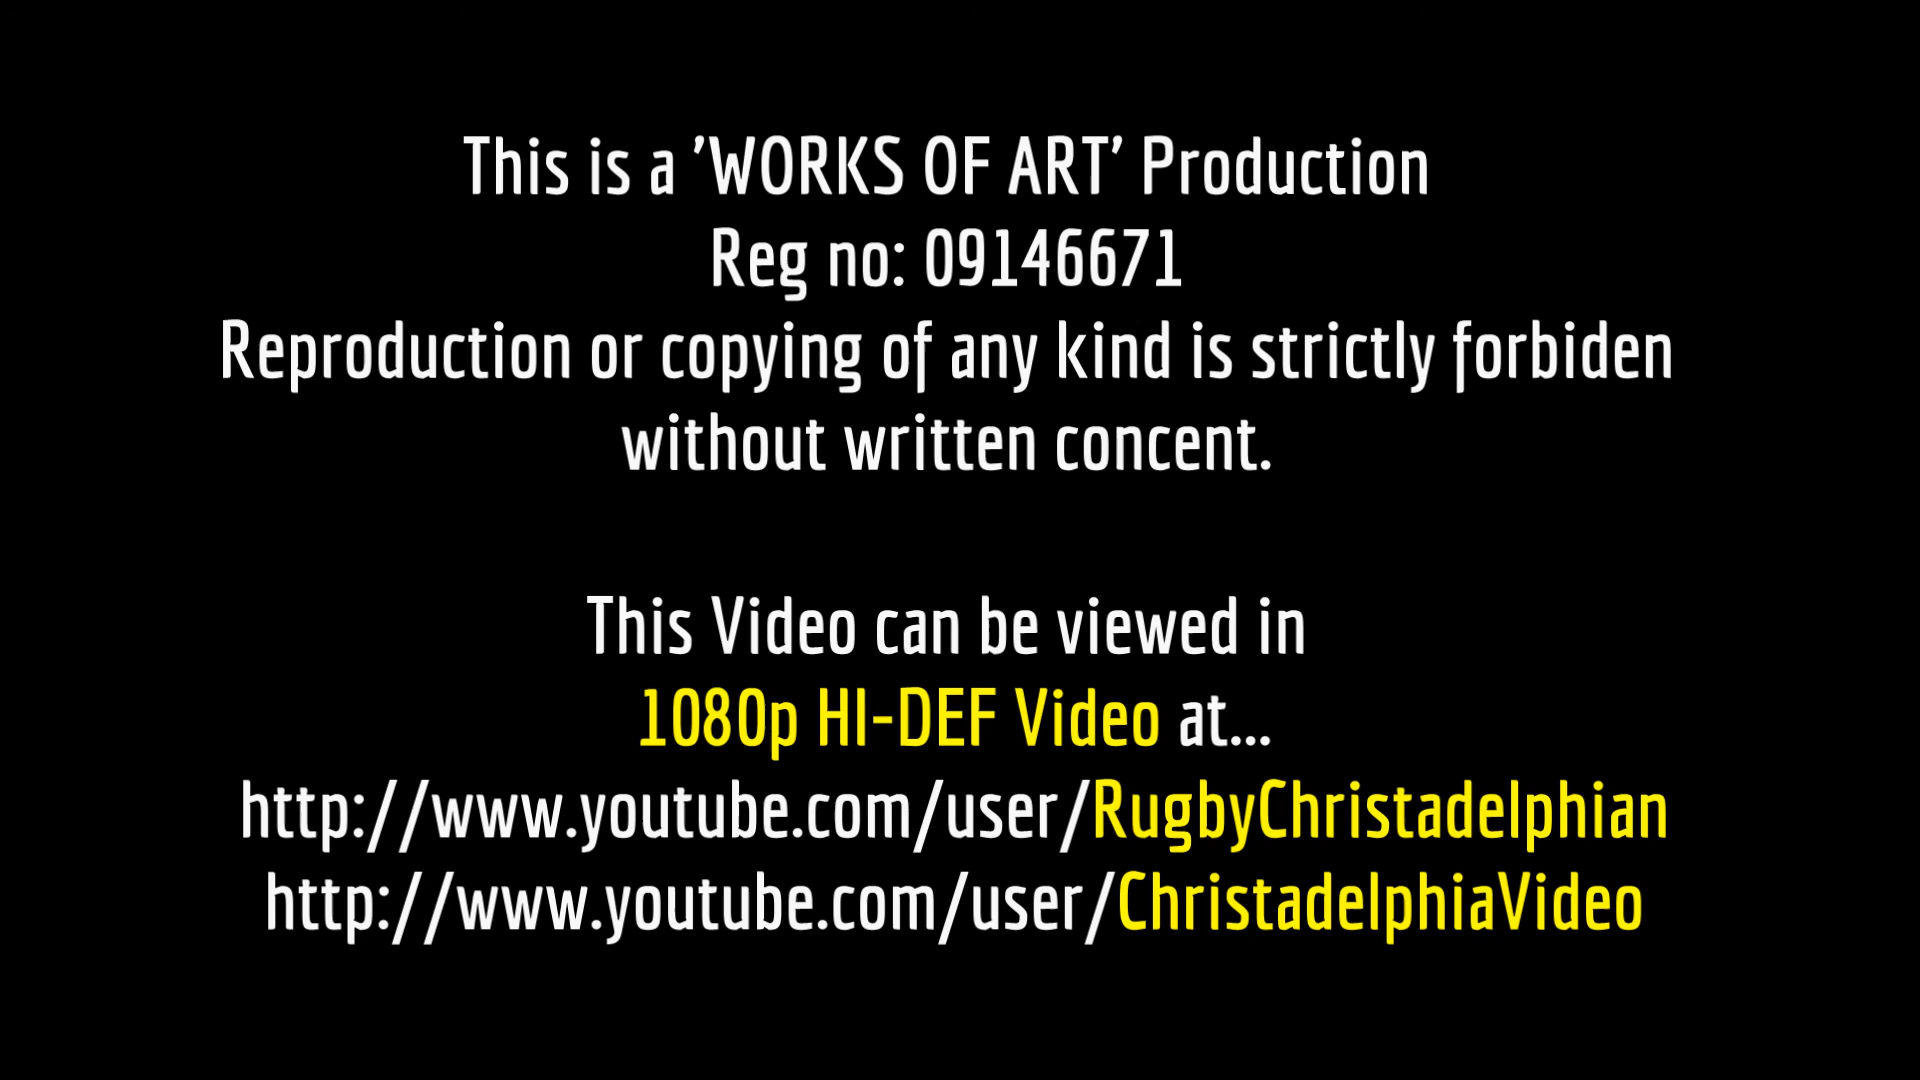 This is a 'WORKS OF ART' Production
Reg no: 09146671
Reproduction or copying of any kind is strictly forbiden
without written concent.
This Video can be viewed in
1080p HI-DEF Video at...
http://www.youtube.com/user/RugbyChristadelphian
http://www.youtube.com/user/ChristadelphiaVideo